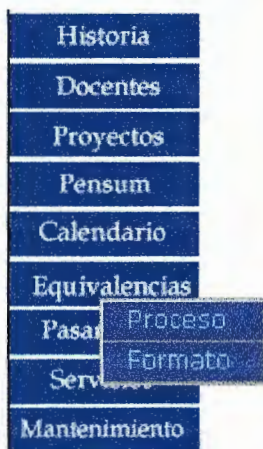 Historia
Docentes
Proyectos
Pensum
Calendario
Equivalencias
Proceso
Formato
Mantenimiento